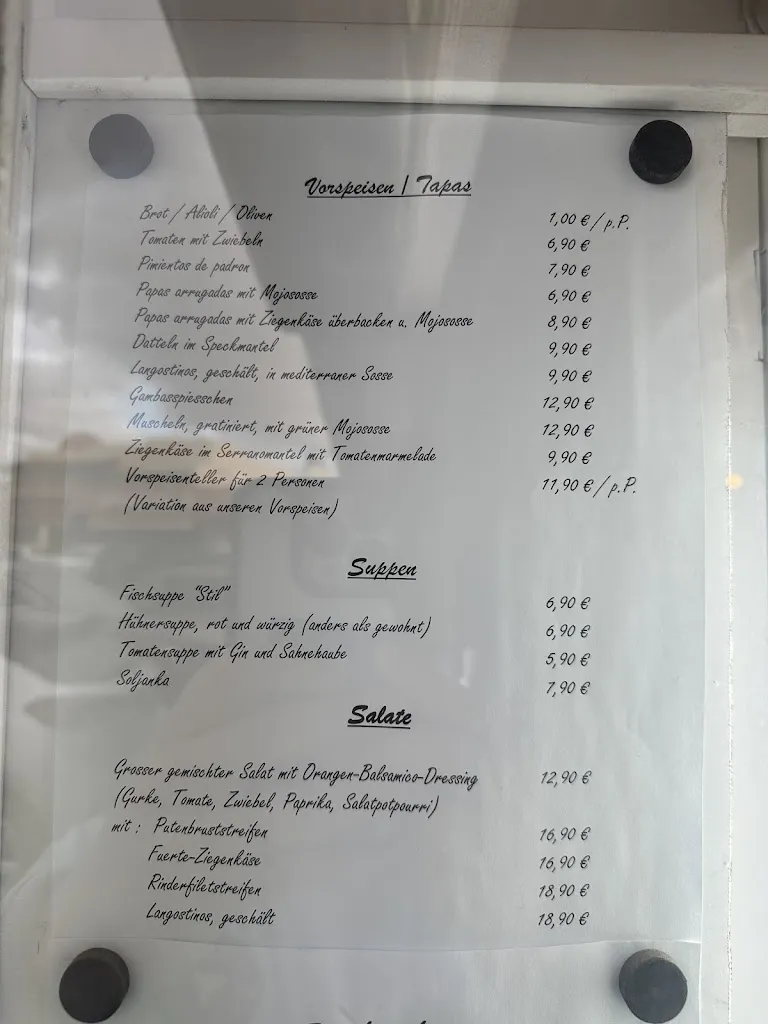 Vorspeisen / Tapas
Brot / Alioli / Oliven 1,00 € / p.P.
Tomaten mit Zwiebeln 6,90 €
Pimientos de padron 7,90 €
Papas arrugadas mit Mojososse 6,90 €
Papas arrugadas mit Ziegenkäse überbacken u. Mojososse 8,90 €
Datteln im Speckmantel 9,90 €
Langostinos, geschält, in mediterraner Sosse 9,90 €
Gambasspiesschen 12,90 €
Muscheln, gratiniert, mit grüner Mojososse 12,90 €
Ziegenkäse im Serranomantel mit Tomatenmarmelade 9,90 €
Vorspeisenteller für 2 Personen 11,90 € / p.P.
(Variation aus unseren Vorspeisen)
Suppen
Fischsuppe "Stil" 6,90 €
Hühnersuppe, rot und würzig (anders als gewohnt) 6,90 €
Tomatensuppe mit Gin und Sahnehaube 5,90 €
Soljanka 7,90 €
Salate
Grosser gemischter Salat mit Orangen-Balsamico-Dressing 12,90 €
(Gurke, Tomate, Zwiebel, Paprika, Salatpotpourri)
mit : Putenbruststreifen 16,90 €
Fuerte-Ziegenkäse 16,90 €
Rinderfiletstreifen 18,90 €
Langostinos, geschält 18,90 €